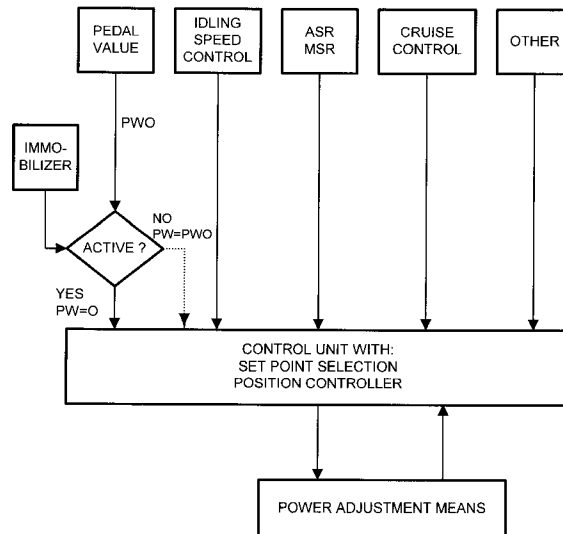 PEDAL
VALUE
IDLING
SPEED
CONTROL
ASR
MSR
CRUISE
CONTROL
OTHER
PWO
IMMO-
BILIZER
ACTIVE ?
NO
PW=PWO
YES
PW=O
CONTROL UNIT WITH:
SET POINT SELECTION
POSITION CONTROLLER
POWER ADJUSTMENT MEANS